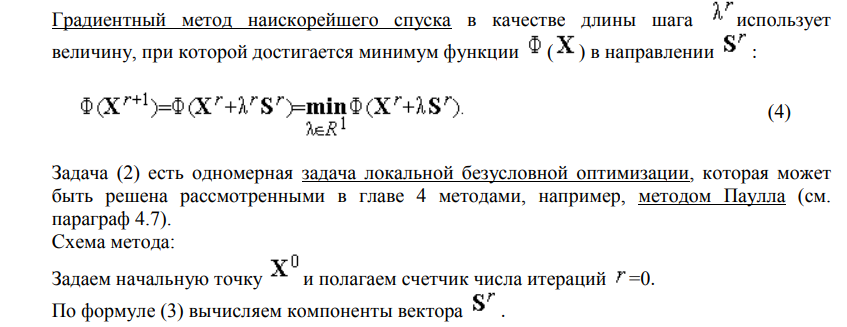 Градиентный метод наискорейшего спуска в качестве длины шага λ^r использует
величину, при которой достигается минимум функции Φ(X) в направлении S^r :
Φ(X^{r+1})=Φ(X^r+λ^r S^r)=min_{λ∈R^1} Φ(X^r+λS^r). (4)
Задача (2) есть одномерная задача локальной безусловной оптимизации, которая может
быть решена рассмотренными в главе 4 методами, например, методом Паулла (см.
параграф 4.7).
Схема метода:
Задаем начальную точку X^0 и полагаем счетчик числа итераций r=0.
По формуле (3) вычисляем компоненты вектора S^r .